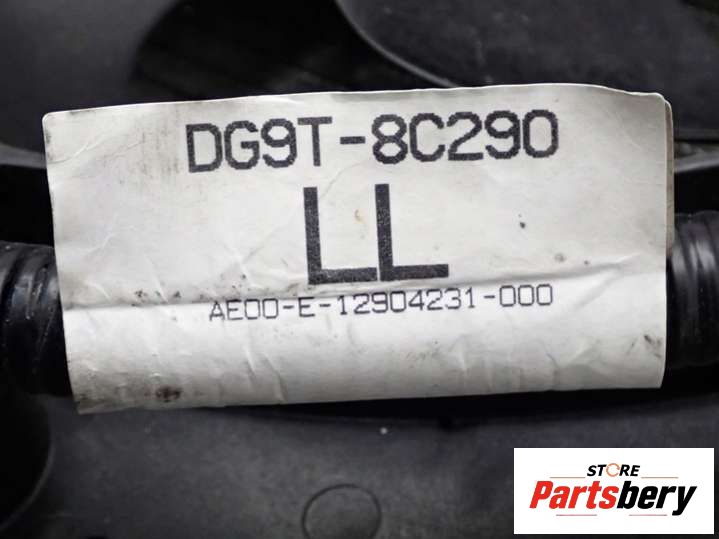 DG9T-8C290
LL
AE00-E-12904231-000
STORE
Partsbery